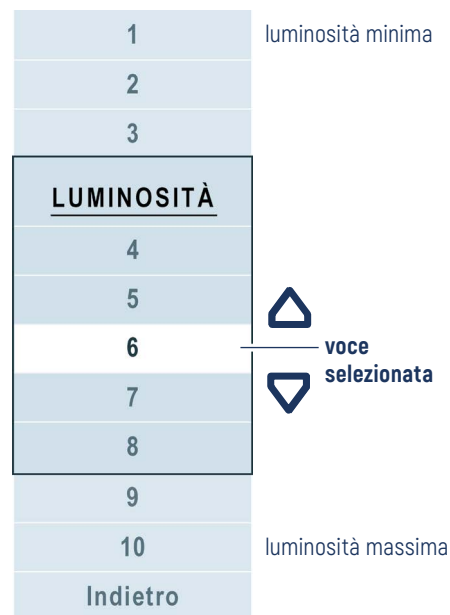 1 luminosità minima
2
3
LUMINOSITÀ
4
5
6 voce
selezionata
7
8
9
10 luminosità massima
Indietro